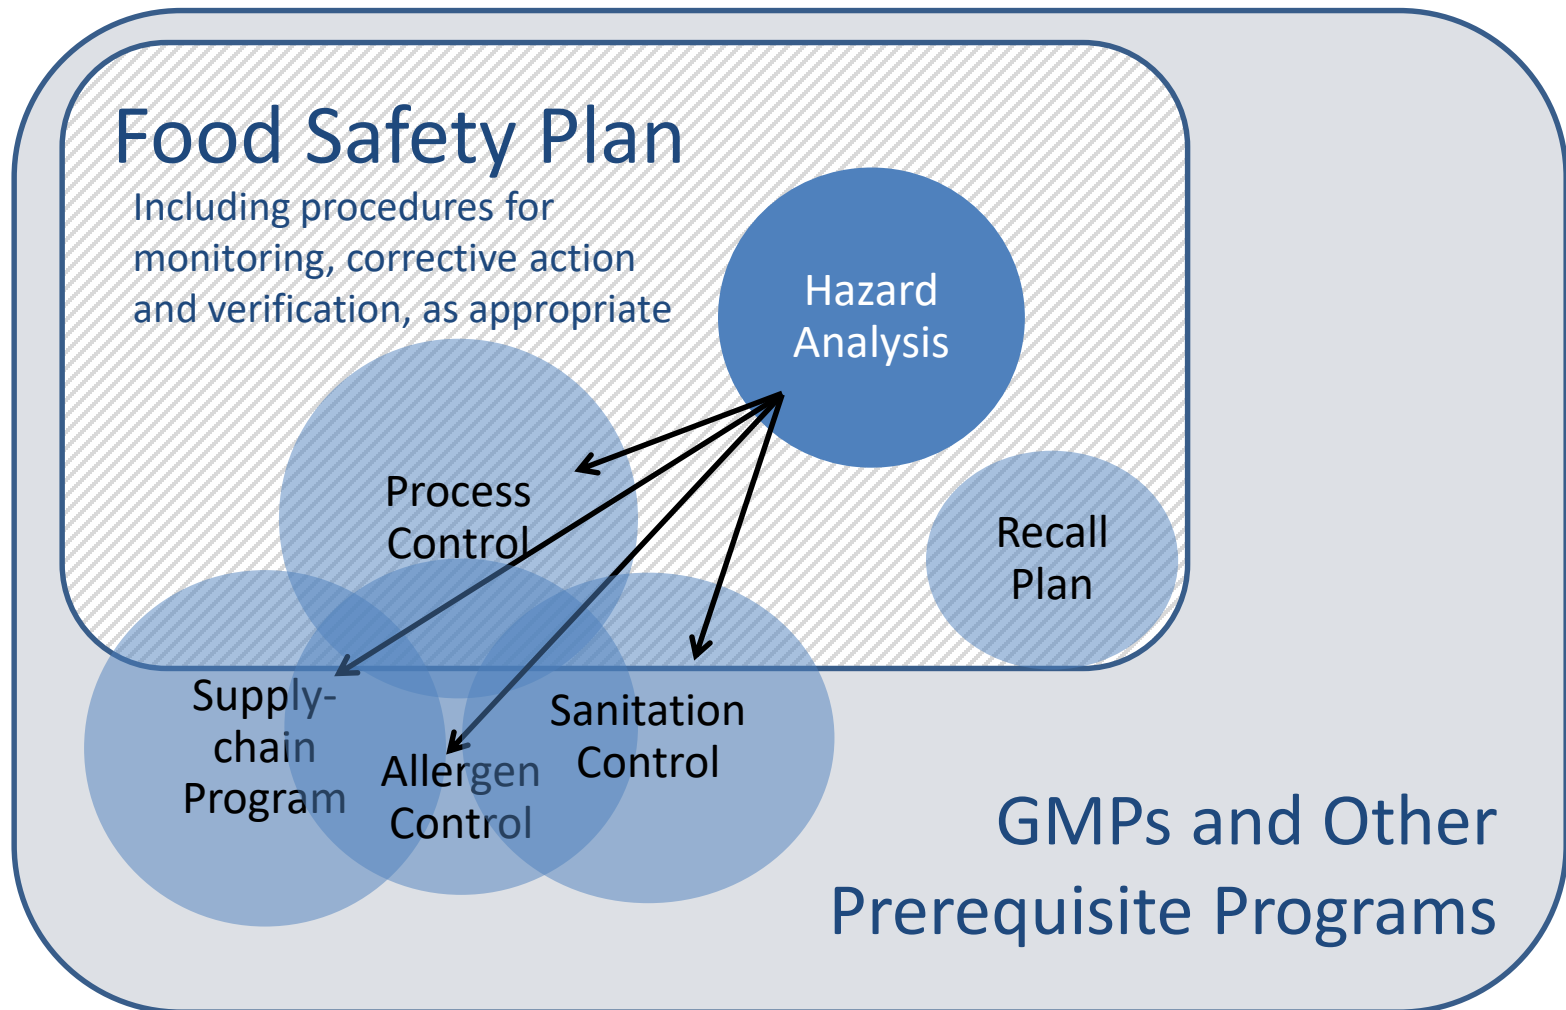 Food Safety Plan
Including procedures for
monitoring, corrective action
and verification, as appropriate
Hazard
Analysis
Process
Control
Recall
Plan
Supply-
chain
Program
Allergen
Control
Sanitation
Control
GMPs and Other
Prerequisite Programs